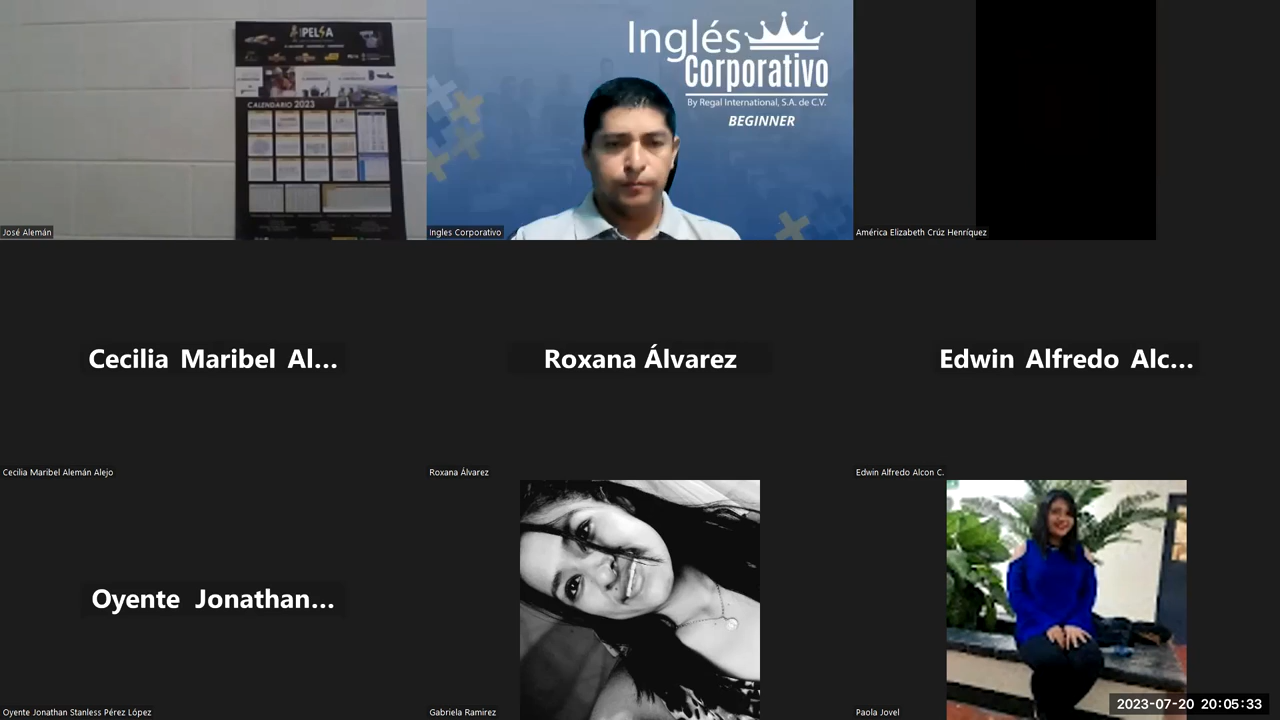 PELSA
CALENDARIO 2023
José Alemán
Inglés
Corporativo
By Regal International, S.A. de C.V.
BEGINNER
Ingles Corporativo
América Elizabeth Crúz Henríquez
Cecilia Maribel Al...
Cecilia Maribel Alemán Alejo
Roxana Álvarez
Roxana Álvarez
Edwin Alfredo Alc...
Edwin Alfredo Alcon C.
Oyente Jonathan...
Oyente Jonathan Stanless Pérez López
Gabriela Ramirez
Paola Jovel
2023-07-20 20:05:33